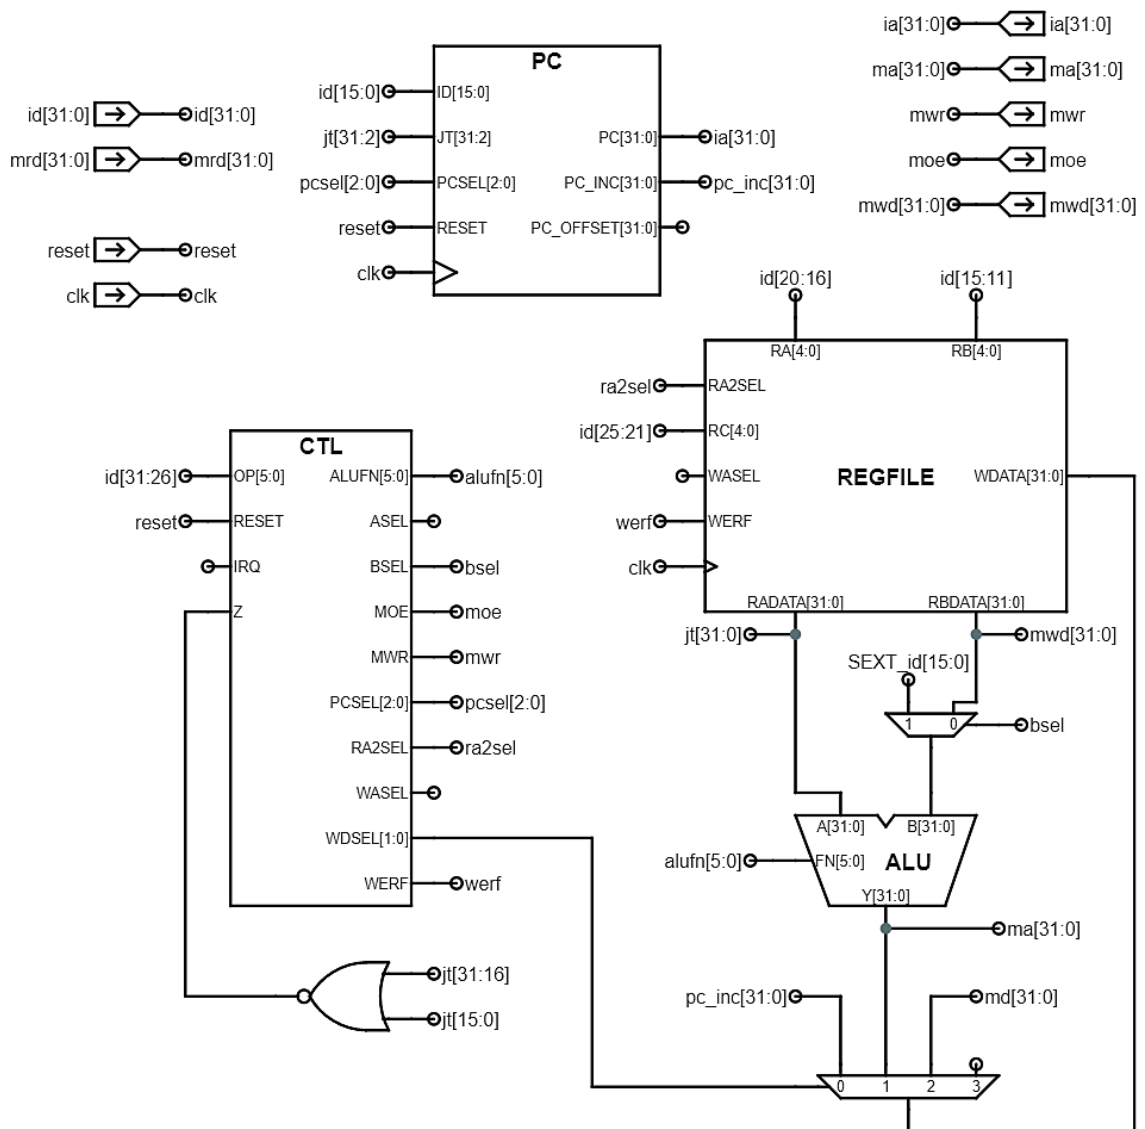 id[31:0]
id[31:0]
mrd[31:0]
mrd[31:0]
reset
reset
clk
clk
PC
id[15:0]
ID[15:0]
jt[31:2]
JT[31:2]
PC[31:0]
ia[31:0]
pcsel[2:0]
PCSEL[2:0]
PC_INC[31:0]
pc_inc[31:0]
reset
RESET
PC_OFFSET[31:0]
clk
ia[31:0]
ia[31:0]
ma[31:0]
ma[31:0]
mwr
mwr
moe
moe
mwd[31:0]
mwd[31:0]
id[20:16]
id[15:11]
RA[4:0]
RB[4:0]
ra2sel
RA2SEL
id[25:21]
RC[4:0]
WASEL
REGFILE
WDATA[31:0]
werf
WERF
clk
RADATA[31:0]
RBDATA[31:0]
jt[31:0]
mwd[31:0]
CTL
id[31:26]
OP[5:0]
ALUFN[5:0]
alufn[5:0]
reset
RESET
ASEL
IRQ
BSEL
bsel
Z
MOE
moe
MWR
mwr
PCSEL[2:0]
pcsel[2:0]
RA2SEL
ra2sel
WASEL
WDSEL[1:0]
WERF
werf
SEXT_id[15:0]
1
0
bsel
A[31:0]
B[31:0]
alufn[5:0]
FN[5:0]
ALU
Y[31:0]
ma[31:0]
jt[31:16]
jt[15:0]
pc_inc[31:0]
md[31:0]
0
1
2
3